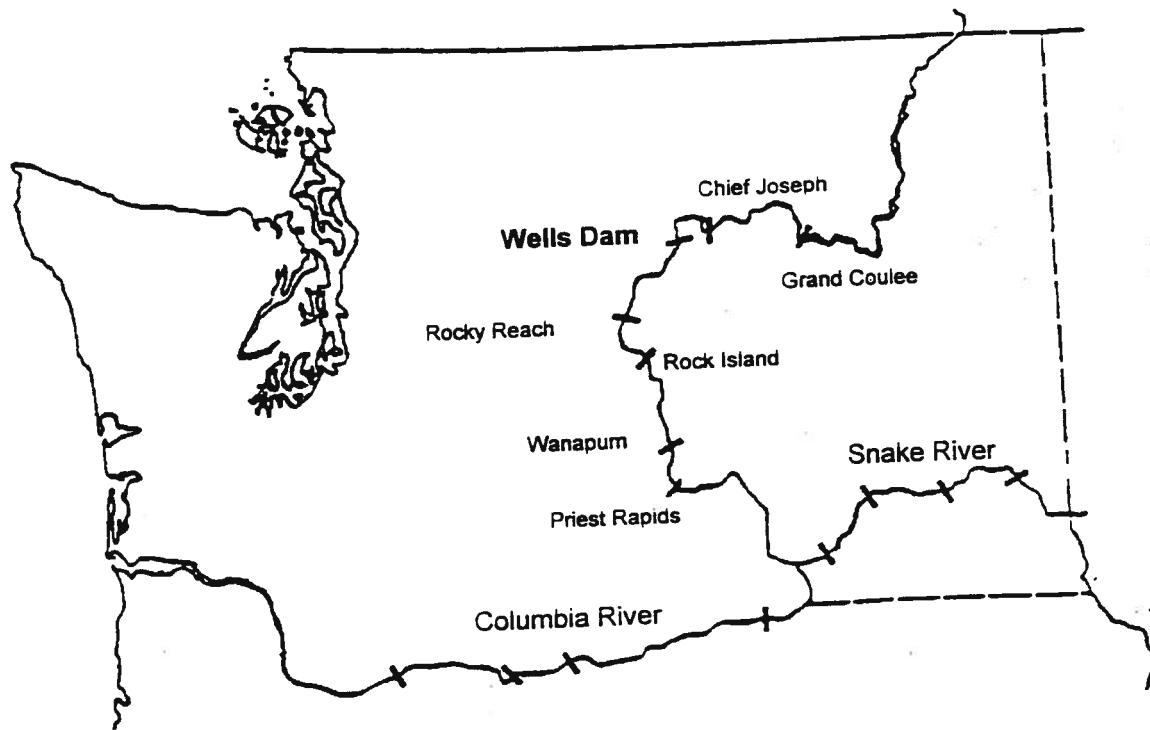 Chief Joseph
Wells Dam
Grand Coulee
Rocky Reach
Rock Island
Wanapum
Snake River
Priest Rapids
Columbia River